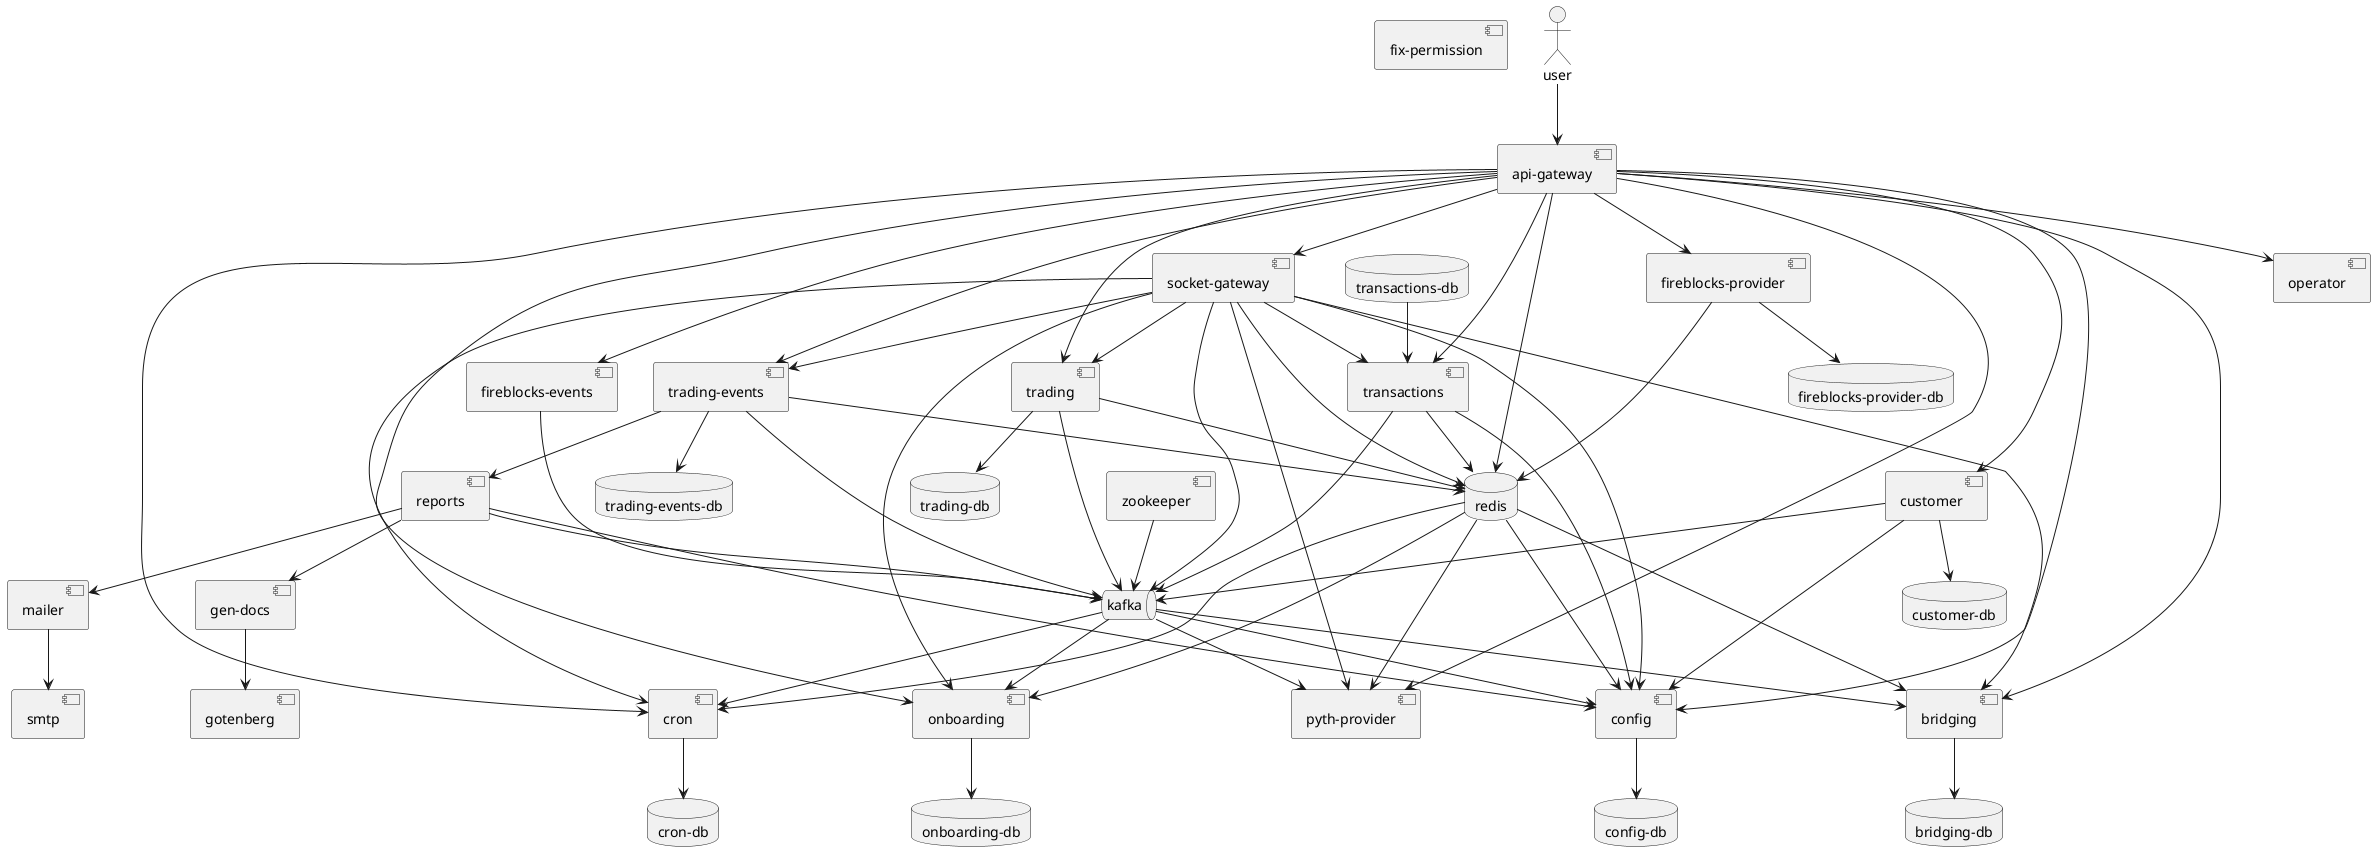 fix-permission
user
api-gateway
socket-gateway
transactions-db
fireblocks-provider
operator
fireblocks-events
trading-events
trading
transactions
fireblocks-provider-db
reports
trading-events-db
trading-db
zookeeper
redis
customer
mailer
gen-docs
kafka
customer-db
smtp
gotenberg
cron
onboarding
pyth-provider
config
bridging
cron-db
onboarding-db
config-db
bridging-db